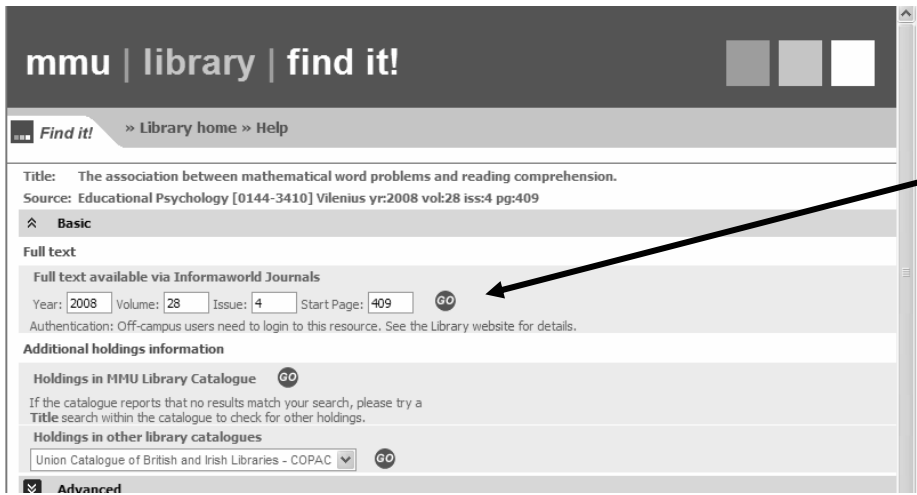 mmu | library | find it!
Find it! » Library home » Help
Title: The association between mathematical word problems and reading comprehension.
Source: Educational Psychology [0144-3410] Vilenius yr:2008 vol:28 iss:4 pg:409
Basic
Full text
Full text available via Informaworld Journals
Year: 2008 Volume: 28 Issue: 4 Start Page: 409 GO
Authentication: Off-campus users need to login to this resource. See the Library website for details.
Additional holdings information
Holdings in MMU Library Catalogue GO
If the catalogue reports that no results match your search, please try a
Title search within the catalogue to check for other holdings.
Holdings in other library catalogues
Union Catalogue of British and Irish Libraries - COPAC GO
Advanced